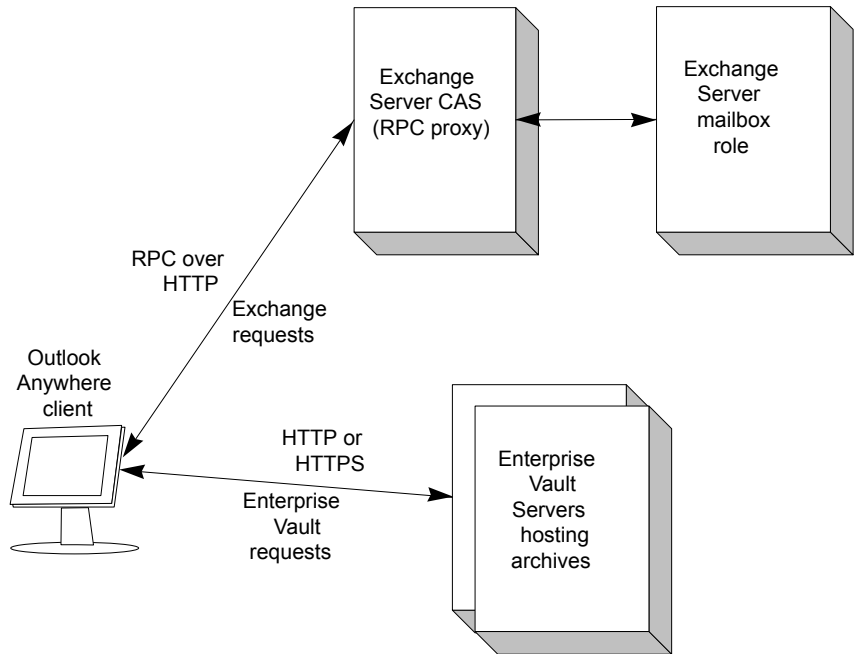 Exchange
Server CAS
(RPC proxy)
Exchange
Server
mailbox
role
RPC over
HTTP
Exchange
requests
Outlook
Anywhere
client
HTTP or
HTTPS
Enterprise
Vault
requests
Enterprise
Vault
Servers
hosting
archives